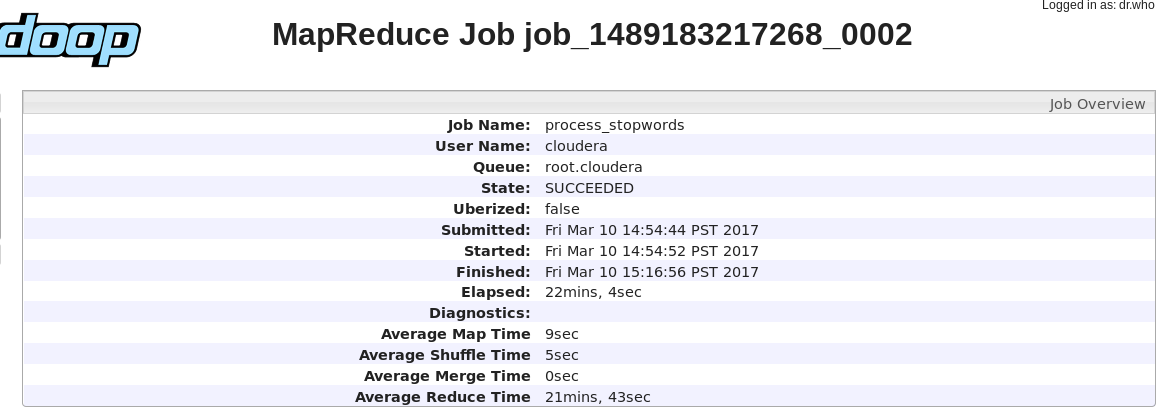 Logged in as: dr.who
doop
MapReduce Job job_1489183217268_0002
Job Overview
Job Name: process_stopwords
User Name: cloudera
Queue: root.cloudera
State: SUCCEEDED
Uberized: false
Submitted: Fri Mar 10 14:54:44 PST 2017
Started: Fri Mar 10 14:54:52 PST 2017
Finished: Fri Mar 10 15:16:56 PST 2017
Elapsed: 22mins, 4sec
Diagnostics:
Average Map Time 9sec
Average Shuffle Time 5sec
Average Merge Time 0sec
Average Reduce Time 21mins, 43sec